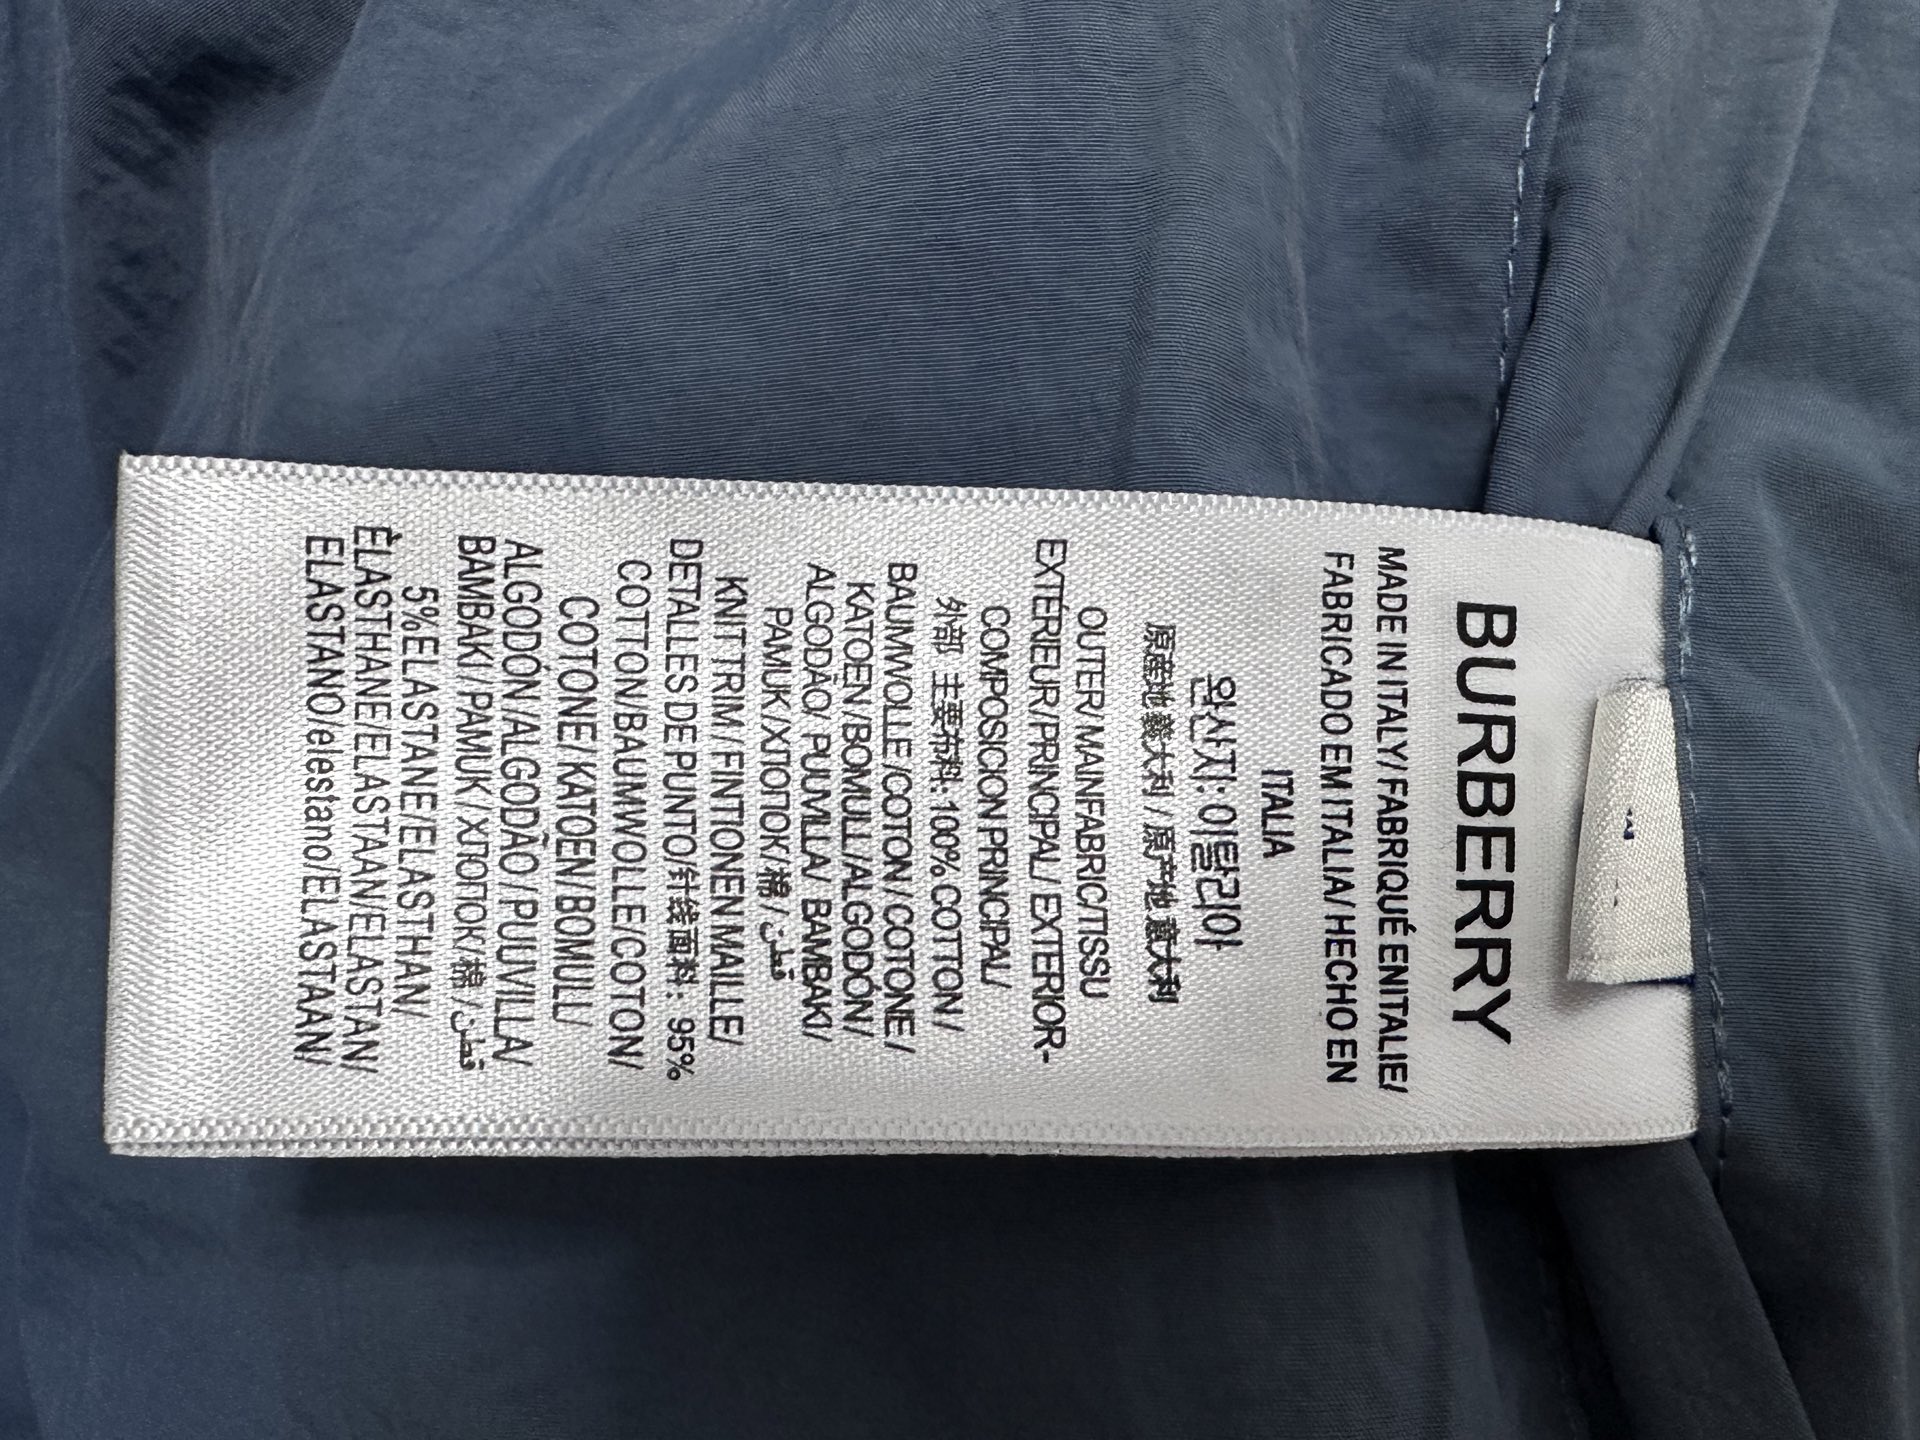 BURBERRY
MADE IN ITALY/ FABRIQUÉ ENITALIE/
FABRICADO EM ITALIA/ HECHO EN
ITALIA
원산지: 이탈리아
原産地 義大利 / 原产地 意大利
OUTER/ MAINFABRIC/TISSU
EXTÉRIEUR/PRINCIPAL/ EXTERIOR-
COMPOSICION PRINCIPAL/
外部 主要布料: 100% COTTON /
BAUMWOLLE /COTON / COTONE /
KATOEN /BOMULL /ALGODÓN /
ALGODÃO/ PUUVILLA/ BAMBAKI/
PAMUK /ХЛОПОК/ 棉 / قطن
KNIT TRIM / FINTIONEN MAILLE/
DETALLES DE PUNTO/针线面料: 95%
COTTON/BAUMWOLLE/COTON/
COTONE/ KATOEN/BOMULL/
ALGODÓN /ALGODÃO / PUUVILLA/
BAMBAKI / PAMUK / ХЛОПОК/ 棉 / قطن
5%ELASTANE/ELASTHAN/
ÉLASTHANE/ELASTAAN/ELASTAN/
ELASTANO/elestano/ELASTAAN/